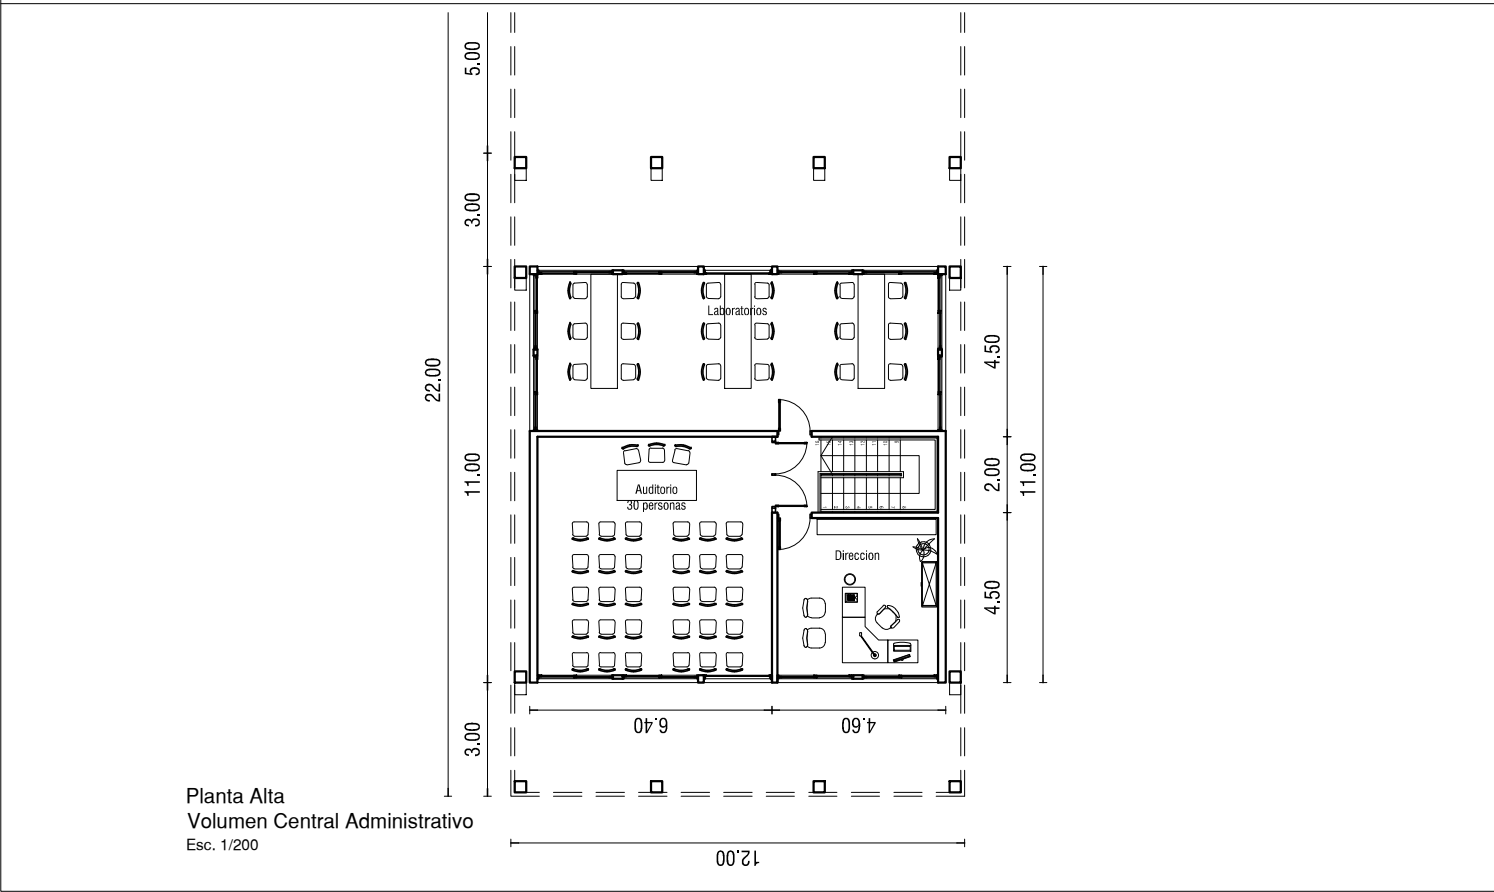 5.00
3.00
22.00
11.00
3.00
Laboratorios
Auditorio
30 personas
Direccion
4.50
2.00
11.00
4.50
6.40
4.60
12.00
Planta Alta
Volumen Central Administrativo
Esc. 1/200